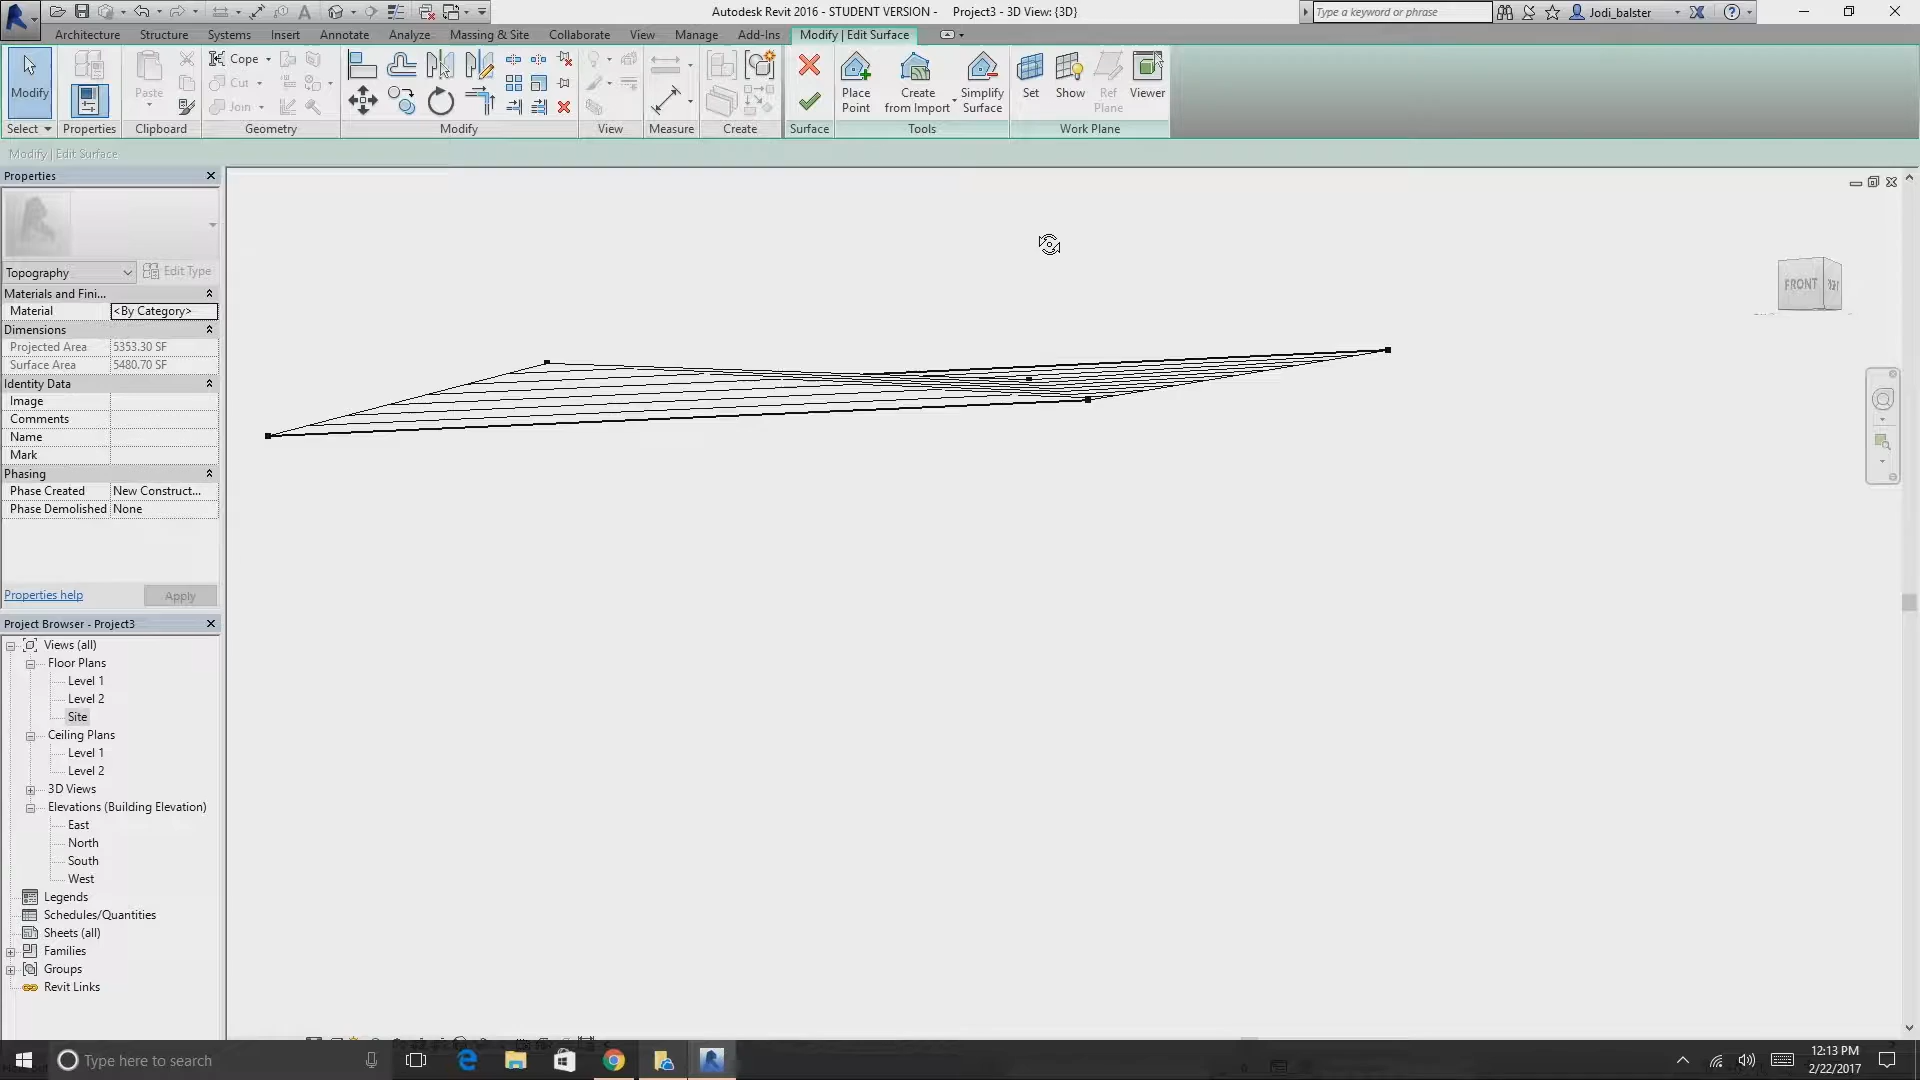 Autodesk Revit 2016 - STUDENT VERSION - Project3 - 3D View: {3D}
Type a keyword or phrase
Jodi_balster
Architecture Structure Systems Insert Annotate Analyze Massing & Site Collaborate View Manage Add-Ins Modify | Edit Surface
Modify
Paste
Cope
Cut
Join
Place Point
Create from Import
Simplify Surface
Set
Show
Ref Plane
Viewer
Select Properties Clipboard Geometry Modify View Measure Create Surface Tools Work Plane
Modify | Edit Surface
Properties
Topography
Edit Type
Materials and Fini...
Material <By Category>
Dimensions
Projected Area 5353.30 SF
Surface Area 5480.70 SF
Identity Data
Image
Comments
Name
Mark
Phasing
Phase Created New Construct...
Phase Demolished None
Properties help
Apply
Project Browser - Project3
Views (all)
Floor Plans
Level 1
Level 2
Site
Ceiling Plans
Level 1
Level 2
3D Views
Elevations (Building Elevation)
East
North
South
West
Legends
Schedules/Quantities
Sheets (all)
Families
Groups
Revit Links
FRONT
Type here to search
12:13 PM
2/22/2017